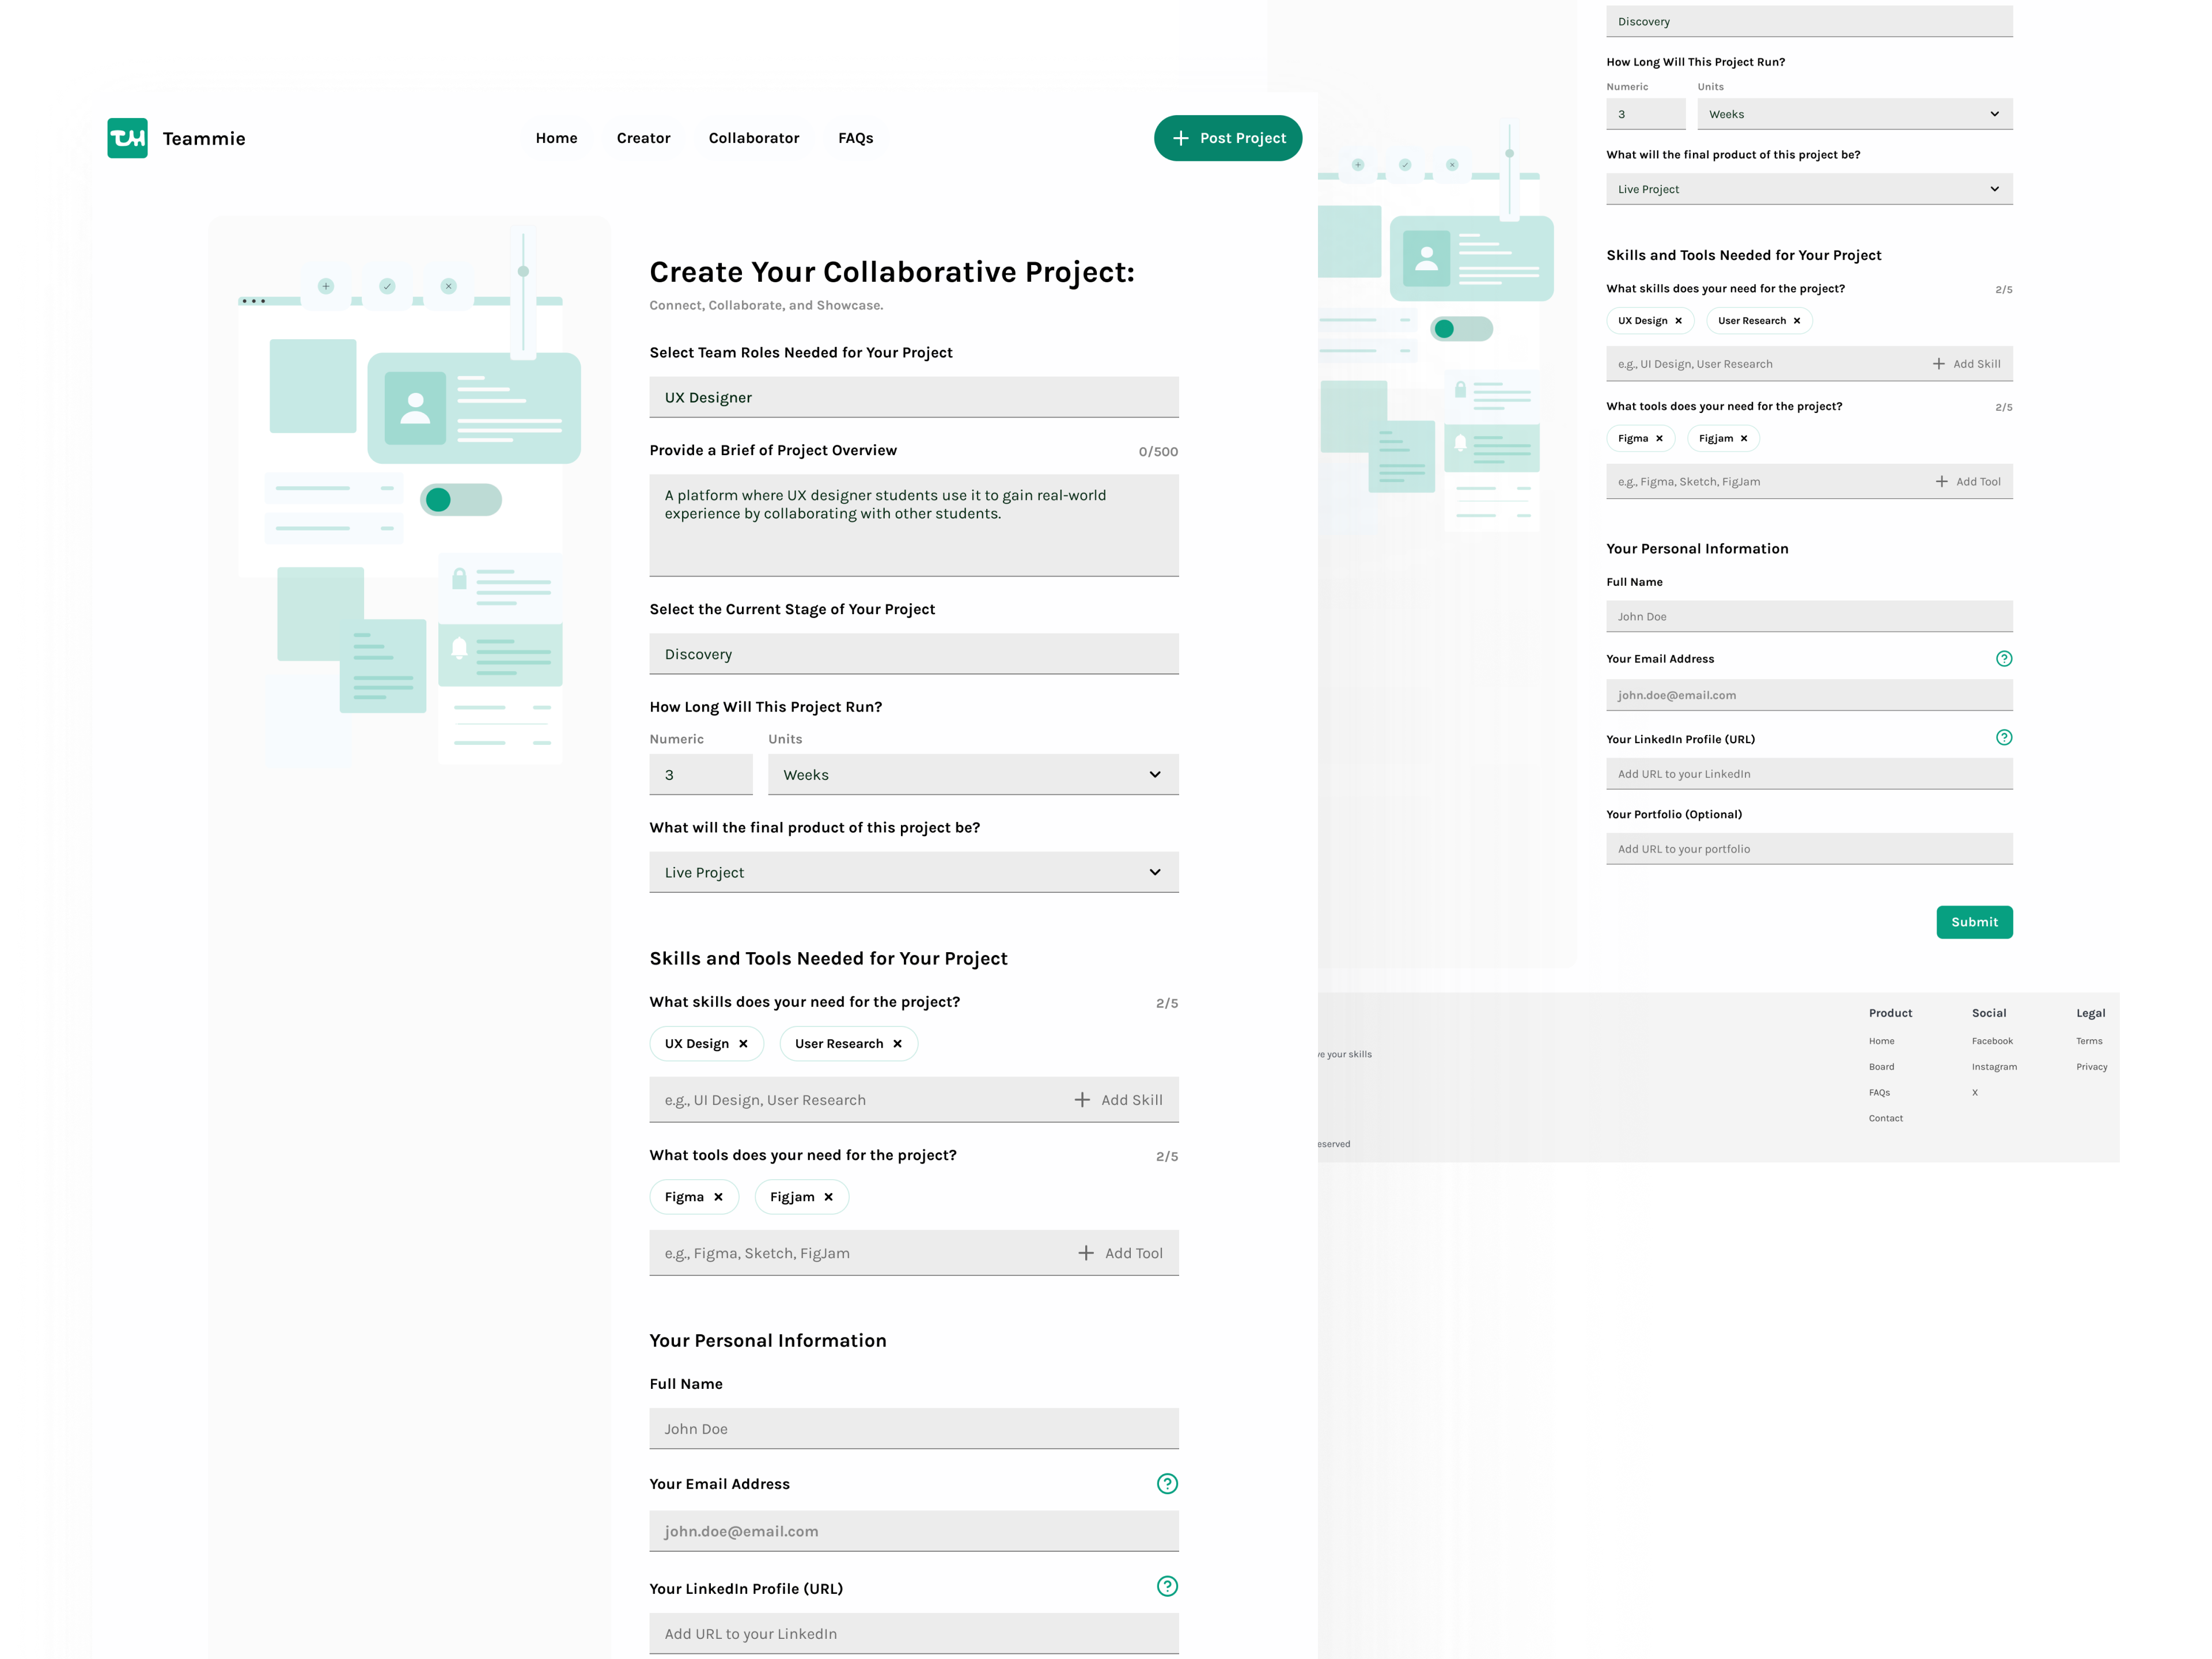 Teammie
Home
Creator
Collaborator
FAQs
Post Project
Create Your Collaborative Project:
Connect, Collaborate, and Showcase.
Select Team Roles Needed for Your Project
UX Designer
Provide a Brief of Project Overview
0/500
A platform where UX designer students use it to gain real-world
experience by collaborating with other students.
Select the Current Stage of Your Project
Discovery
How Long Will This Project Run?
Numeric
Units
3
Weeks
What will the final product of this project be?
Live Project
Skills and Tools Needed for Your Project
What skills does your need for the project?
2/5
UX Design
User Research
e.g., UI Design, User Research
Add Skill
What tools does your need for the project?
2/5
Figma
Figjam
e.g., Figma, Sketch, FigJam
Add Tool
Your Personal Information
Full Name
John Doe
Your Email Address
john.doe@email.com
Your LinkedIn Profile (URL)
Add URL to your LinkedIn
Discovery
How Long Will This Project Run?
Numeric
Units
3
Weeks
What will the final product of this project be?
Live Project
Skills and Tools Needed for Your Project
What skills does your need for the project?
2/5
UX Design
User Research
e.g., UI Design, User Research
Add Skill
What tools does your need for the project?
2/5
Figma
Figjam
e.g., Figma, Sketch, FigJam
Add Tool
Your Personal Information
Full Name
John Doe
Your Email Address
john.doe@email.com
Your LinkedIn Profile (URL)
Add URL to your LinkedIn
Your Portfolio (Optional)
Add URL to your portfolio
Submit
your skills
Product
Home
Board
FAQs
Contact
Social
Facebook
Instagram
X
Legal
Terms
Privacy